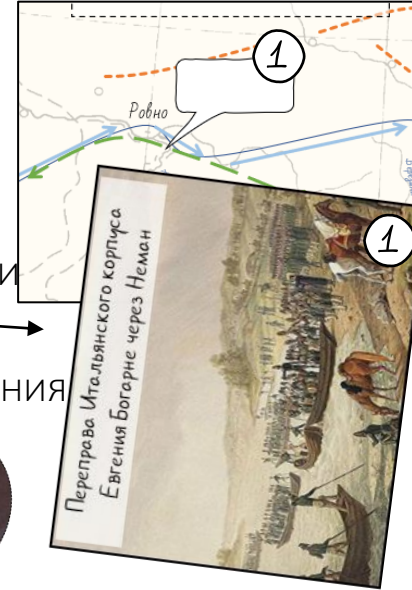 1
Ровно
1
и
ния
Переправа Итальянского корпуса
Евгения Богарне через Неман